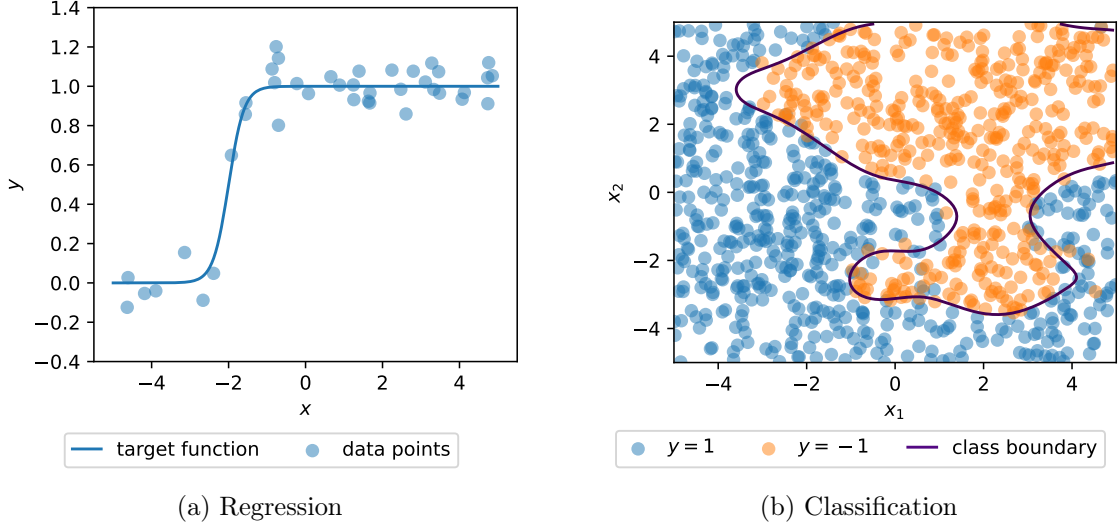 1.4
1.2
1.0
0.8
0.6
0.4
0.2
0.0
−0.2
−0.4
y
−4 −2 0 2 4
x
target function data points
(a) Regression
4
2
0
−2
−4
x2
−4 −2 0 2 4
x1
y = 1 y = −1 class boundary
(b) Classification